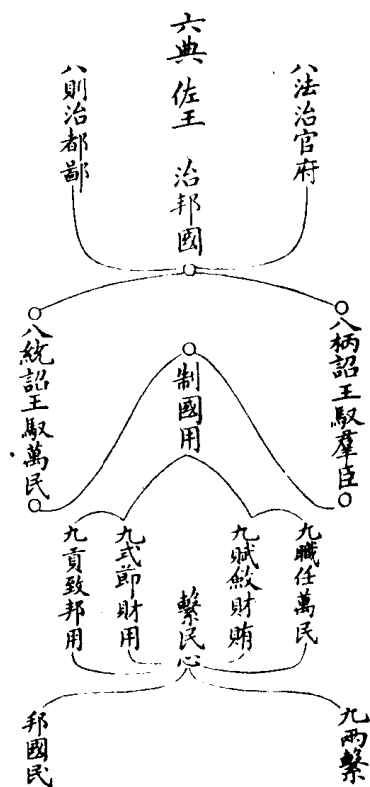 八法治官府
六典佐王 治邦國
八則治都鄙
八柄詔王馭羣臣
制國用
八統詔王馭萬民
九職任萬民
九賦斂財賄
九式節財用
九貢致邦用
繫民心
九兩繫
邦國民